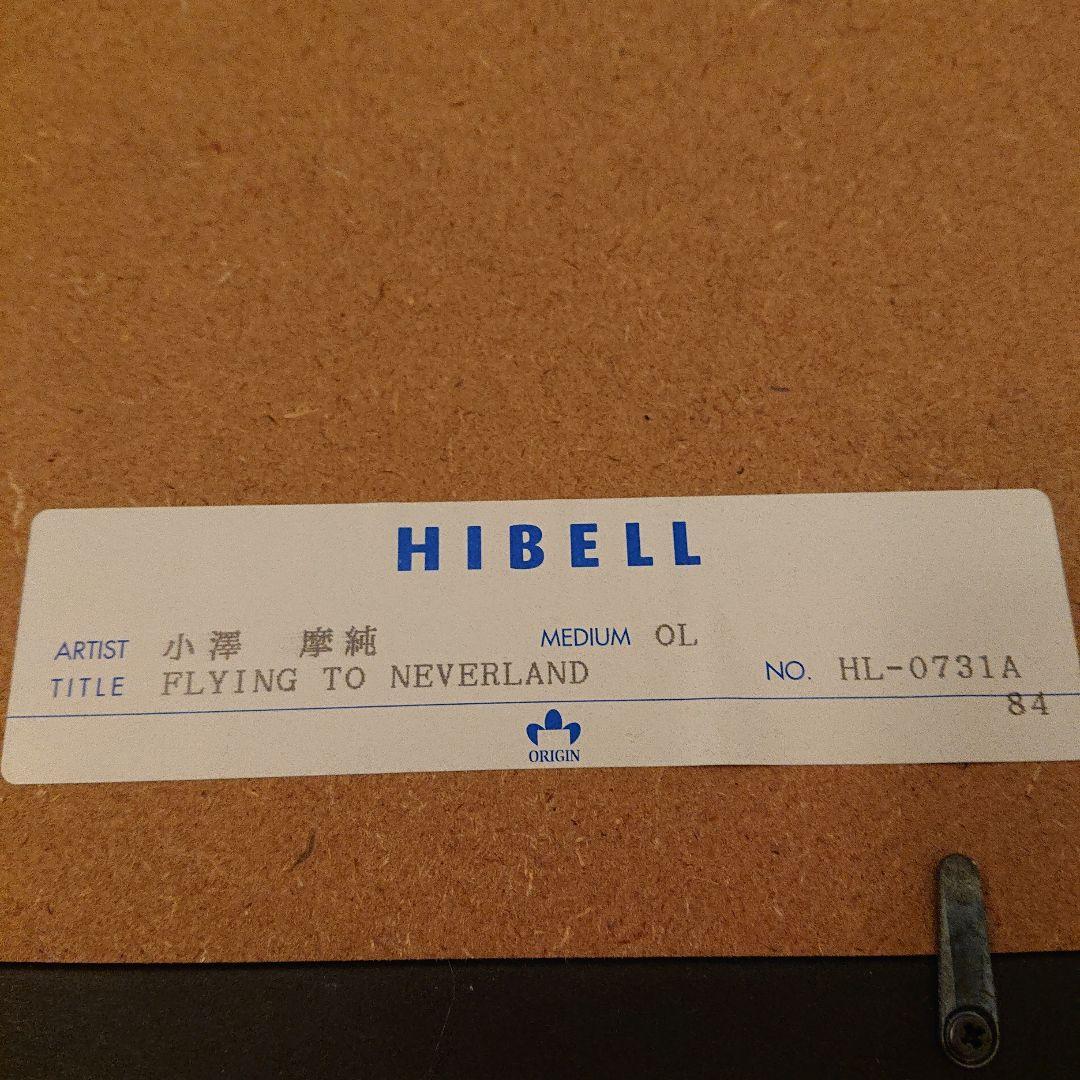 HIBELL
ARTIST 小澤 摩純 MEDIUM OL
TITLE FLYING TO NEVERLAND NO. HL-0731A
84
ORIGIN